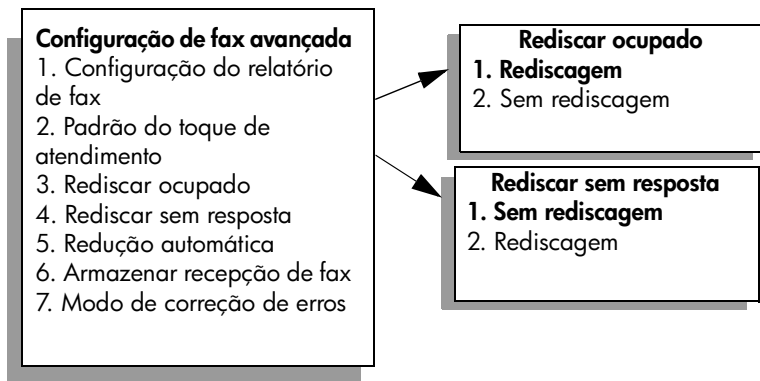 Configuração de fax avançada
1. Configuração do relatório
de fax
2. Padrão do toque de
atendimento
3. Rediscar ocupado
4. Rediscar sem resposta
5. Redução automática
6. Armazenar recepção de fax
7. Modo de correção de erros
Rediscar ocupado
1. Rediscagem
2. Sem rediscagem
Rediscar sem resposta
1. Sem rediscagem
2. Rediscagem